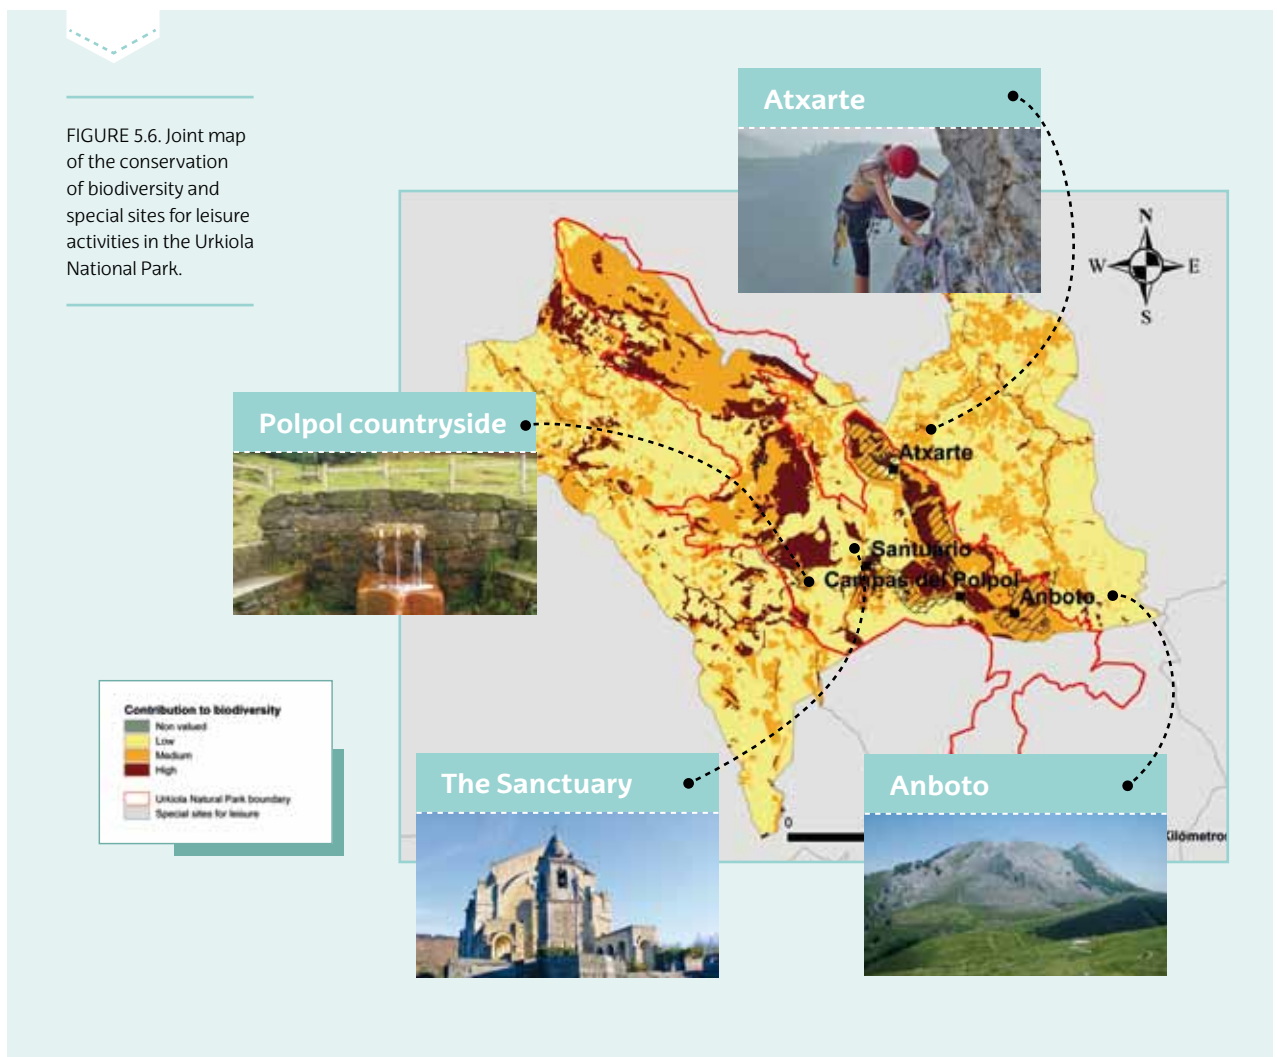 FIGURE 5.6. Joint map
of the conservation
of biodiversity and
special sites for leisure
activities in the Urkiola
National Park.
Atxarte
N
W
E
S
Polpol countryside
Atxarte
Santuario
Campas del Polpol
Anboto
Contribution to biodiversity
Non valued
Low
Medium
High
Urkiola Natural Park boundary
Special sites for leisure
The Sanctuary
Anboto
0
Kilómetros